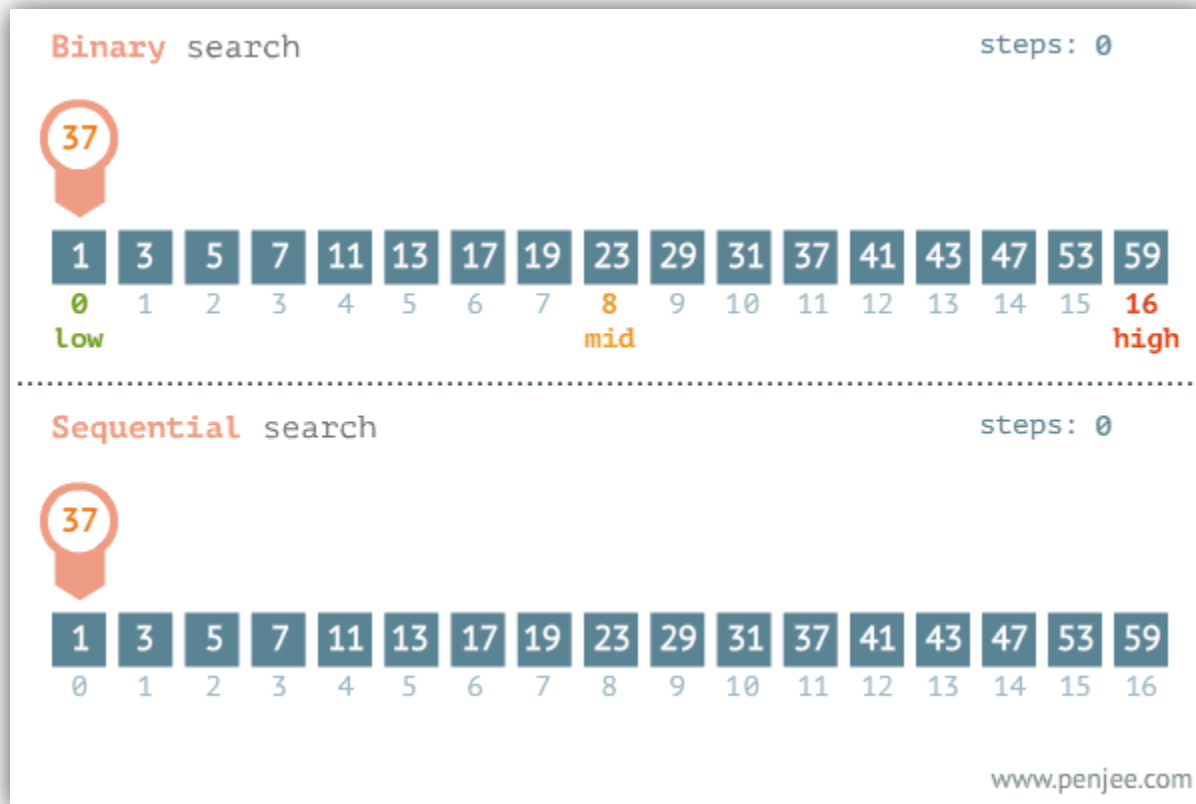 Binary search steps: 0
37
1 3 5 7 11 13 17 19 23 29 31 37 41 43 47 53 59
0 1 2 3 4 5 6 7 8 9 10 11 12 13 14 15 16
low mid high
Sequential search steps: 0
37
1 3 5 7 11 13 17 19 23 29 31 37 41 43 47 53 59
0 1 2 3 4 5 6 7 8 9 10 11 12 13 14 15 16
www.penjee.com